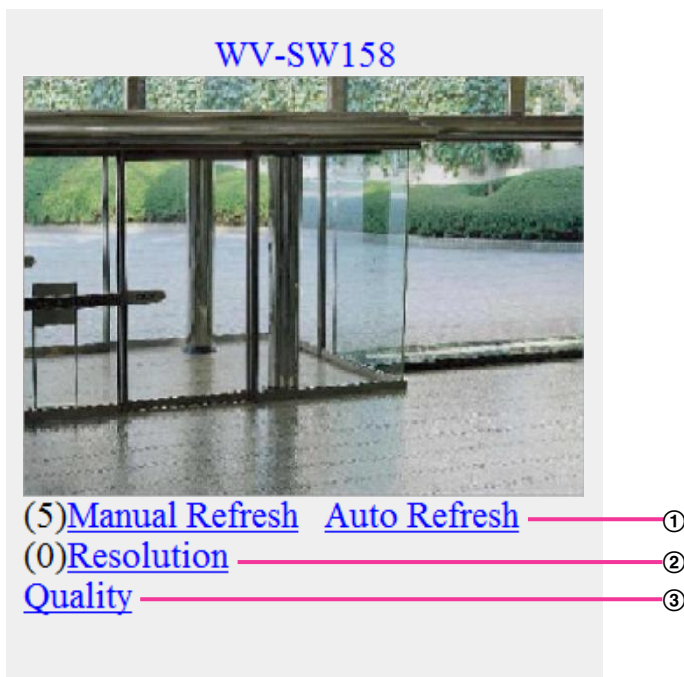 WV-SW158
(5)Manual Refresh Auto Refresh ①
(0)Resolution ②
Quality ③